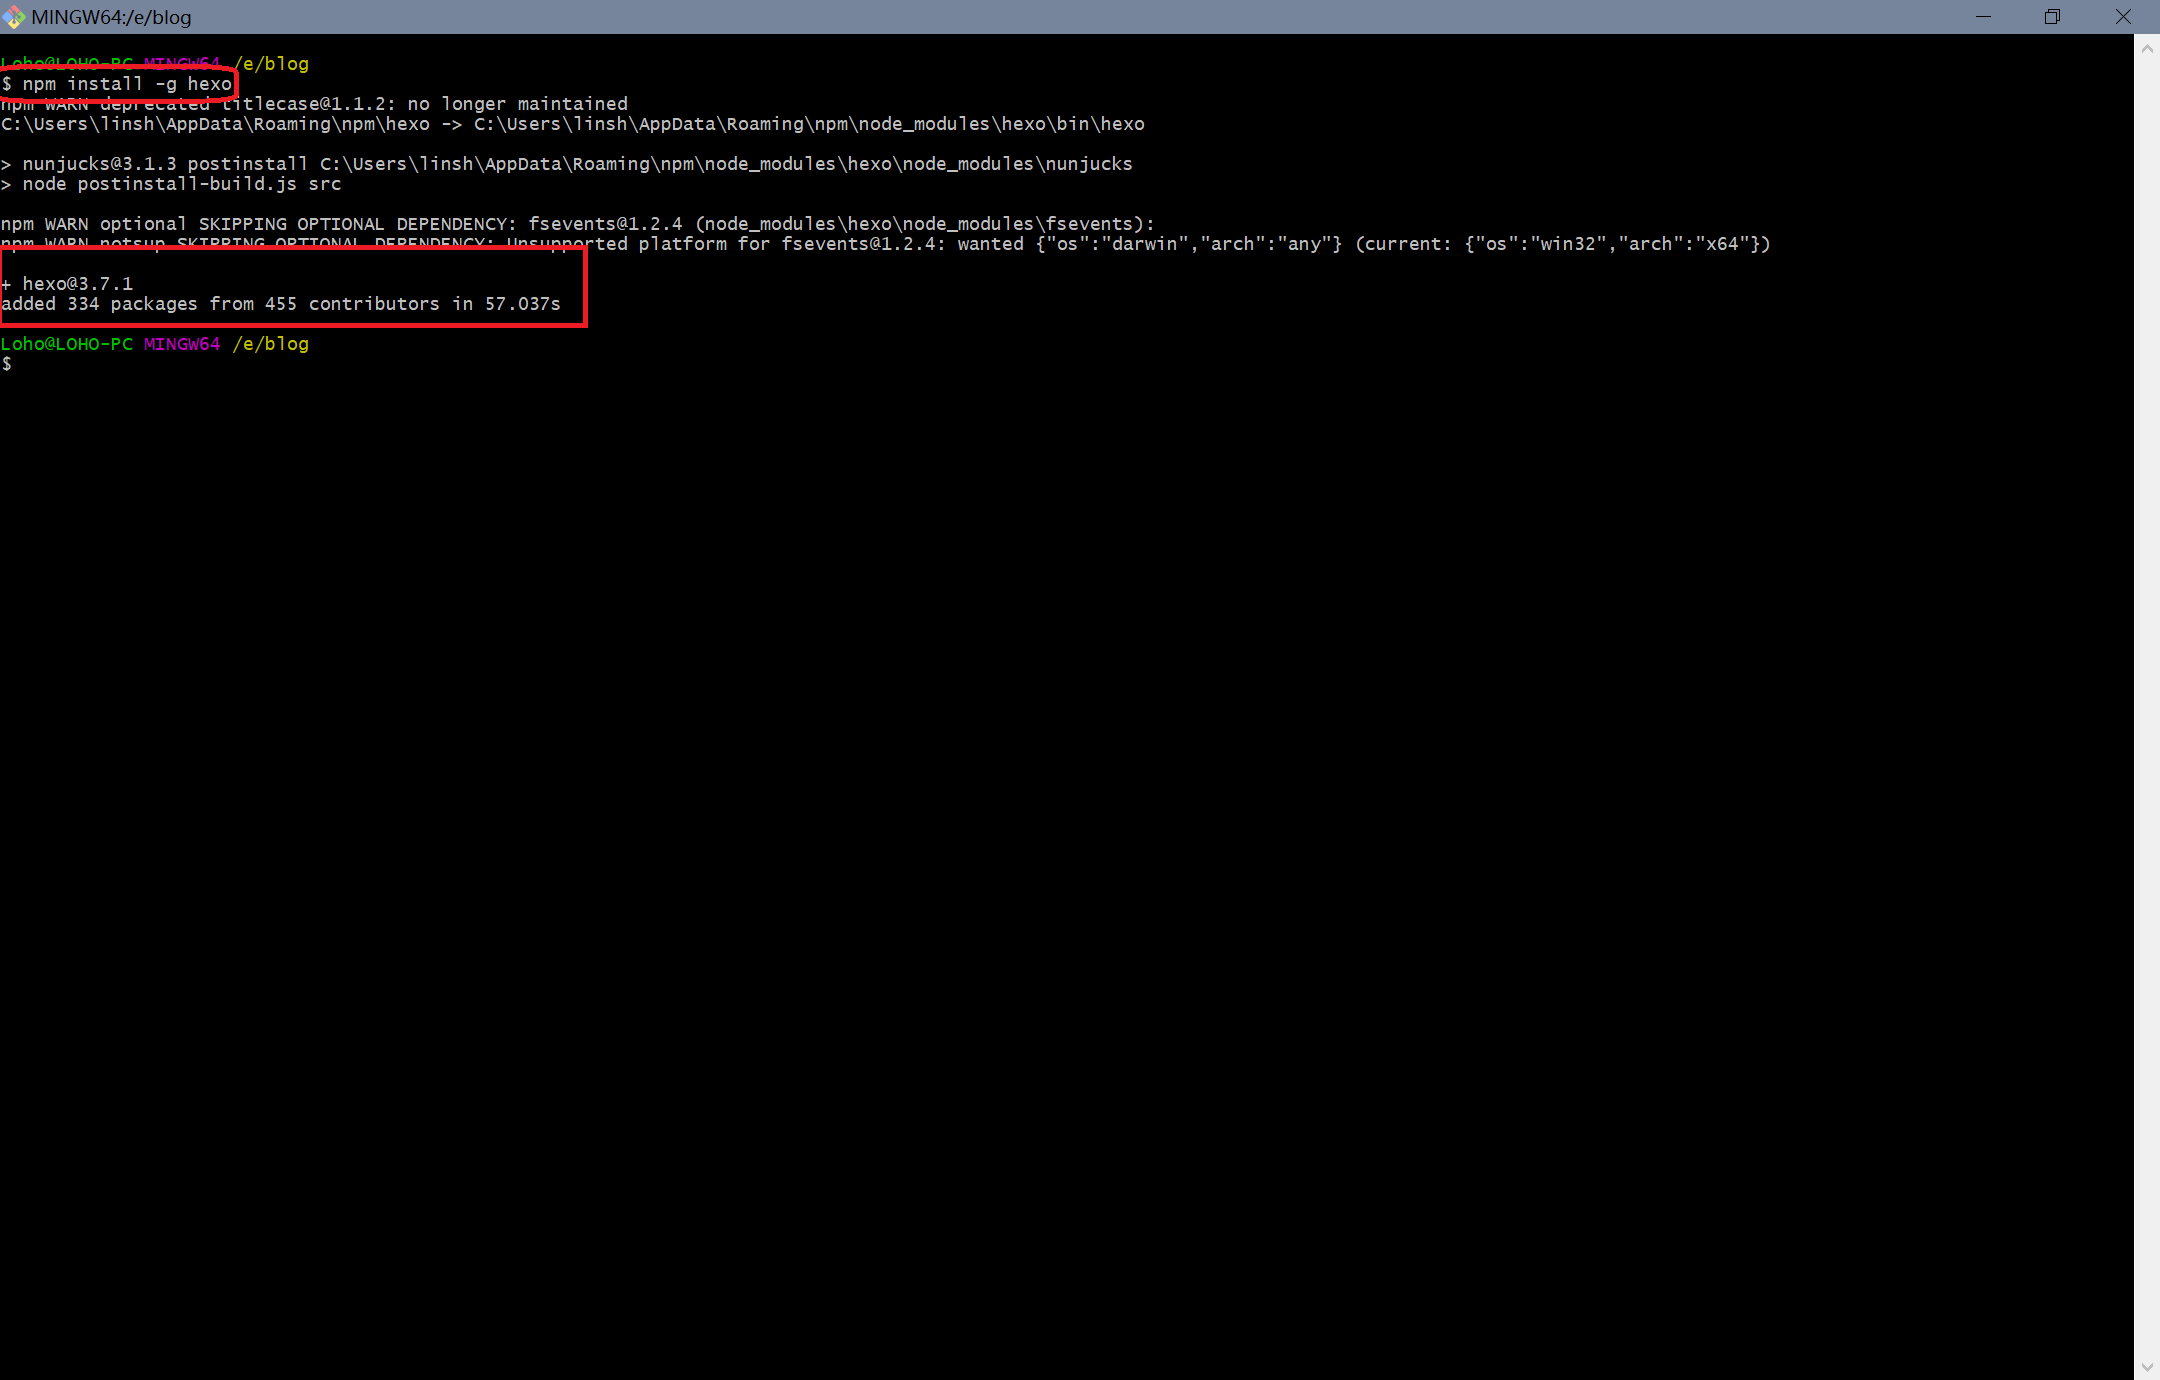 MINGW64:/e/blog
Loho@LOHO-PC MINGW64 /e/blog
$ npm install -g hexo
npm WARN deprecated titlecase@1.1.2: no longer maintained
C:\Users\linsh\AppData\Roaming\npm\hexo -> C:\Users\linsh\AppData\Roaming\npm\node_modules\hexo\bin\hexo
> nunjucks@3.1.3 postinstall C:\Users\linsh\AppData\Roaming\npm\node_modules\hexo\node_modules\nunjucks
> node postinstall-build.js src
npm WARN optional SKIPPING OPTIONAL DEPENDENCY: fsevents@1.2.4 (node_modules\hexo\node_modules\fsevents):
npm WARN notsup SKIPPING OPTIONAL DEPENDENCY: Unsupported platform for fsevents@1.2.4: wanted {"os":"darwin","arch":"any"} (current: {"os":"win32","arch":"x64"})
+ hexo@3.7.1
added 334 packages from 455 contributors in 57.037s
Loho@LOHO-PC MINGW64 /e/blog
$